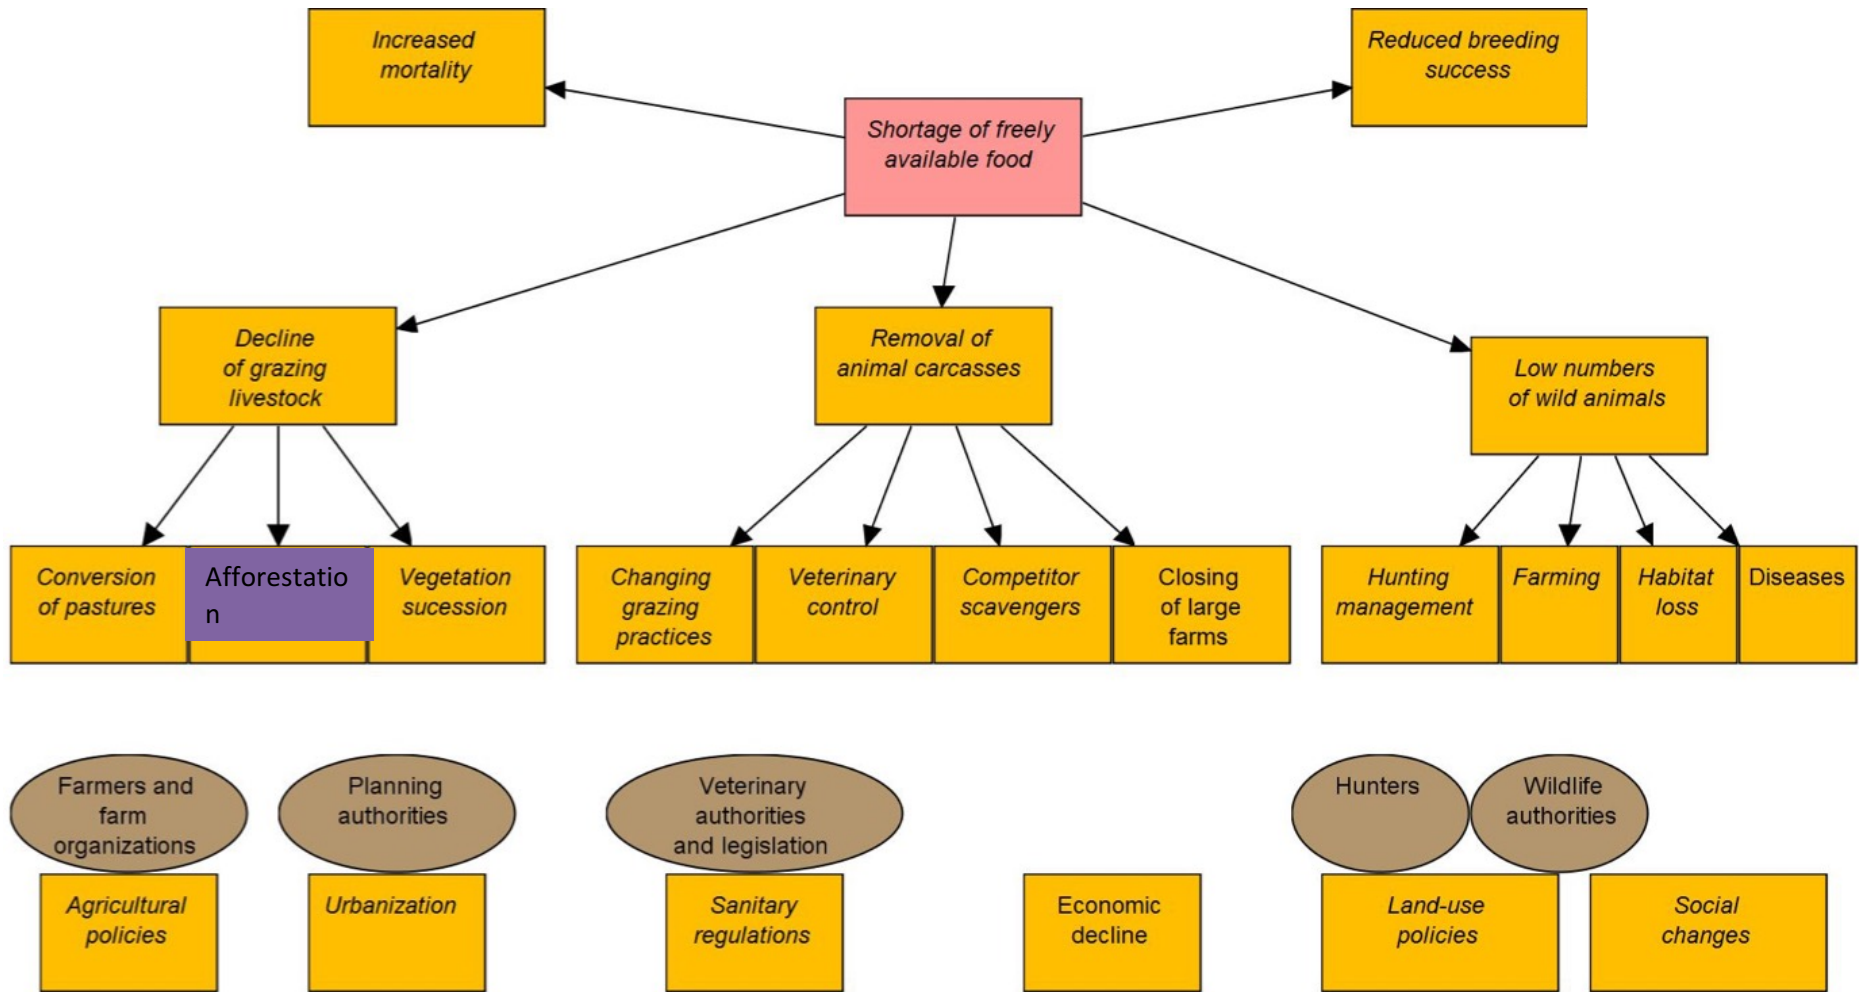 Increased
mortality
Reduced breeding
success
Shortage of freely
available food
Decline
of grazing
livestock
Removal of
animal carcasses
Low numbers
of wild animals
Conversion
of pastures
Afforestatio
n
Vegetation
sucession
Changing
grazing
practices
Veterinary
control
Competitor
scavengers
Closing
of large
farms
Hunting
management
Farming
Habitat
loss
Diseases
Farmers and
farm
organizations
Planning
authorities
Veterinary
authorities
and legislation
Hunters
Wildlife
authorities
Agricultural
policies
Urbanization
Sanitary
regulations
Economic
decline
Land-use
policies
Social
changes